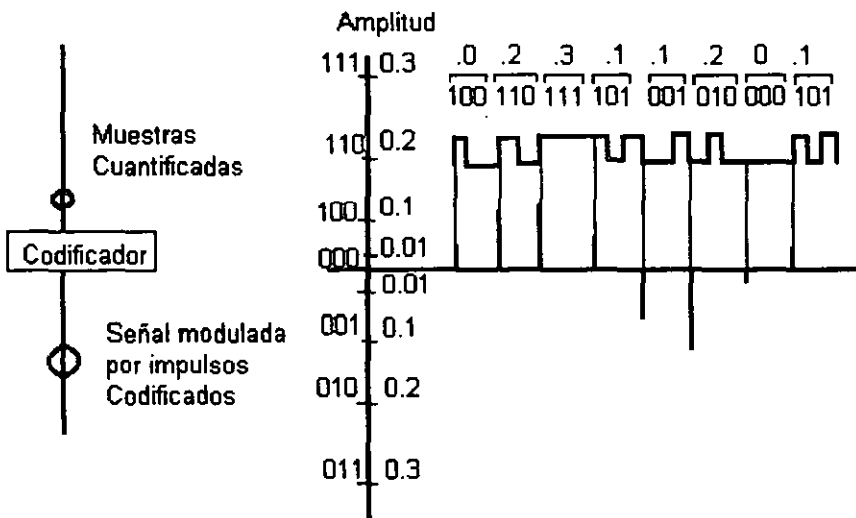 Amplitud
.0 .2 .3 .1 .1 .2 0 .1
100 110 111 101 001 010 000 101
111 0.3
110 0.2
100 0.1
000 0.01
0.01
001 0.1
010 0.2
011 0.3
Muestras
Cuantificadas
Codificador
Señal modulada
por impulsos
Codificados